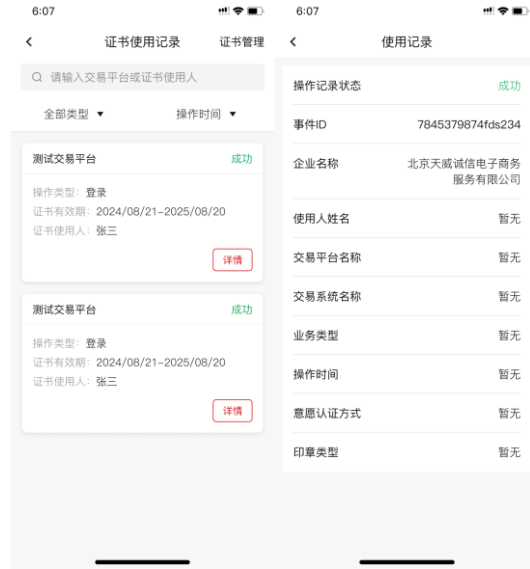 6:07
证书使用记录
证书管理
请输入交易平台或证书使用人
全部类型 ▼
操作时间 ▼
测试交易平台
成功
操作类型: 登录
证书有效期: 2024/08/21-2025/08/20
证书使用人: 张三
详情
测试交易平台
成功
操作类型: 登录
证书有效期: 2024/08/21-2025/08/20
证书使用人: 张三
详情
6:07
使用记录
操作记录状态 成功
事件ID 7845379874fds234
企业名称 北京天威诚信电子商务
服务有限公司
使用人姓名 暂无
交易平台名称 暂无
交易系统名称 暂无
业务类型 暂无
操作时间 暂无
意愿认证方式 暂无
印章类型 暂无